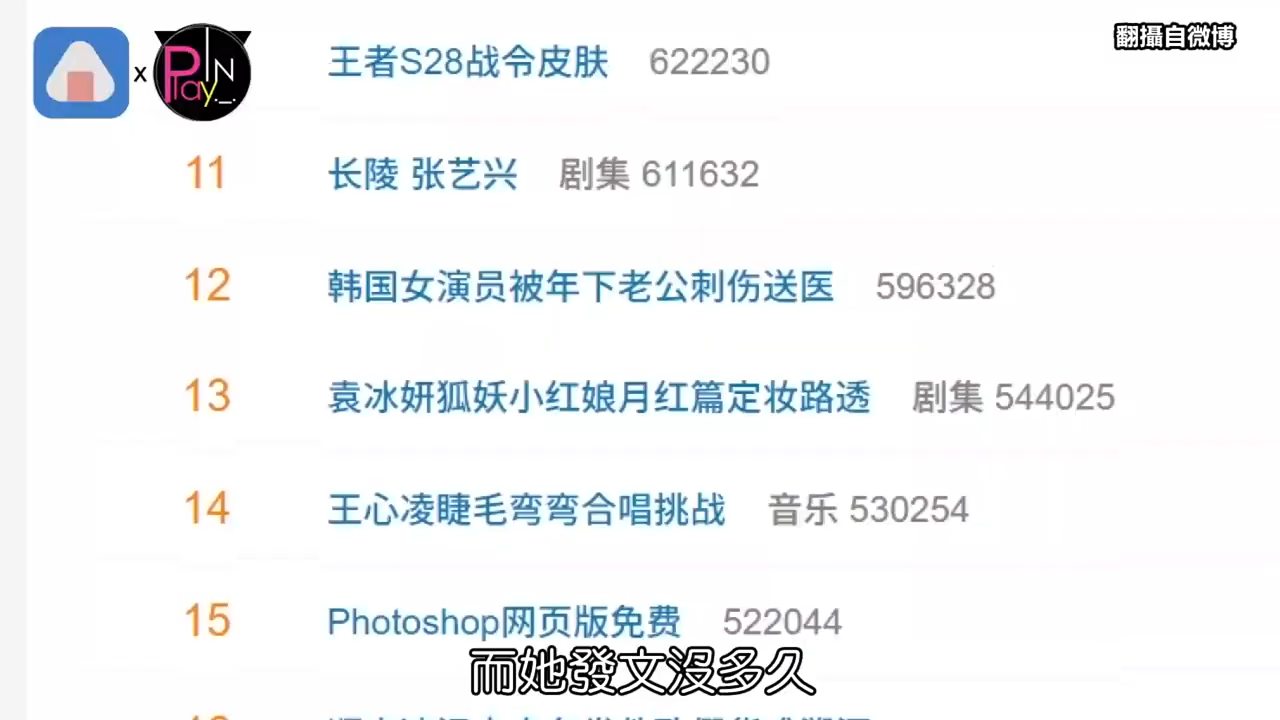 翻攝自微博
x Play IN
王者S28战令皮肤 622230
11 长陵 张艺兴 剧集 611632
12 韩国女演员被年下老公刺伤送医 596328
13 袁冰妍狐妖小红娘月红篇定妆路透 剧集 544025
14 王心凌睫毛弯弯合唱挑战 音乐 530254
15 Photoshop网页版免费 522044
而她發文沒多久